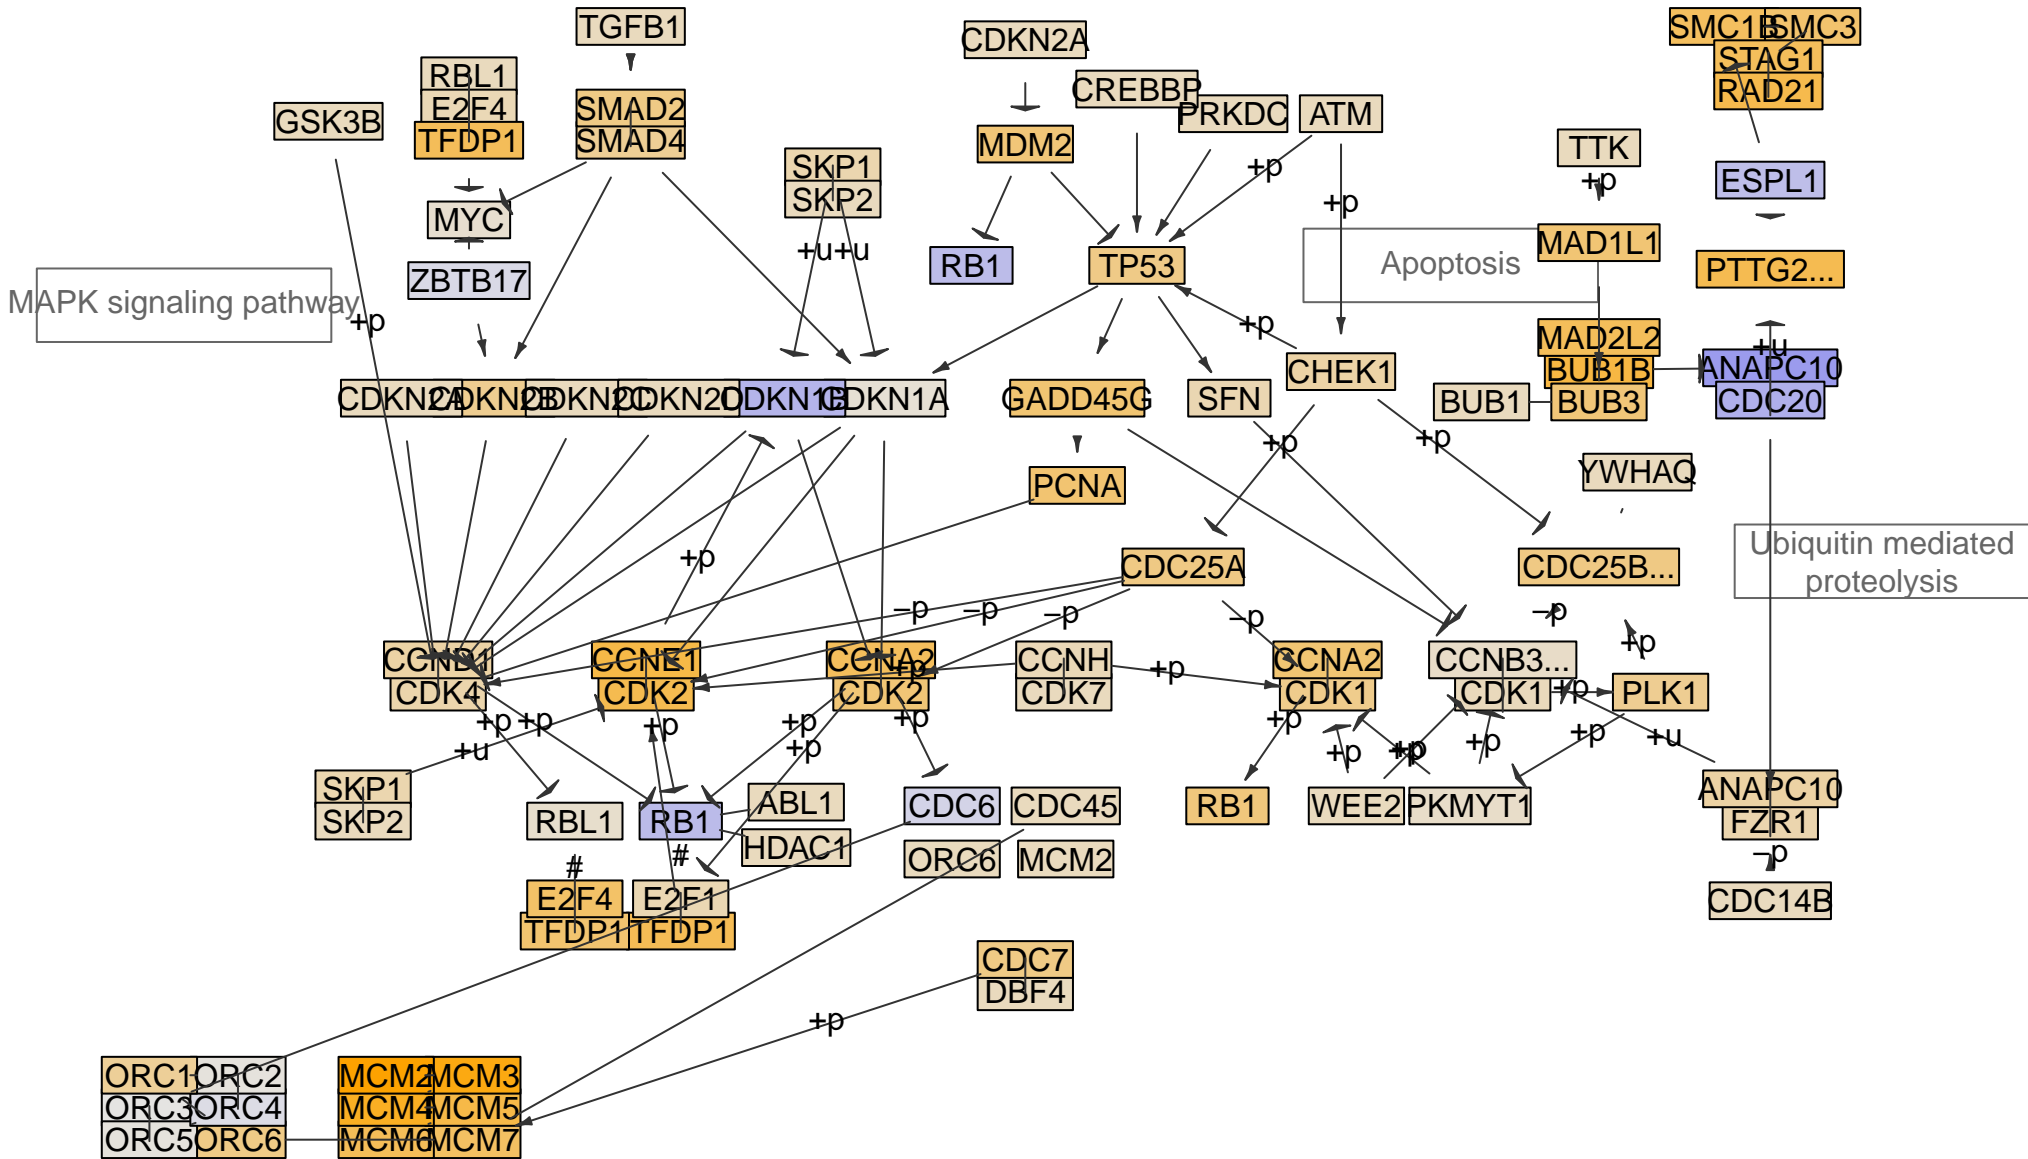 TGFB1
CDKN2A
SMC1B
SMC3
STAG1
RAD21
RBL1
E2F4
TFDP1
GSK3B
SMAD2
SMAD4
CREBBP
PRKDC
ATM
MDM2
SKP1
SKP2
TTK
+p
ESPL1
MYC
ZBTB17
+u
+u
+p
+p
RB1
TP53
Apoptosis
MAD1L1
PTTG2...
MAPK signaling pathway
+p
+p
MAD2L2
BUB1B
BUB3
BUB1
+u
ANAPC10
CDC20
CHEK1
CDKN2A
CDKN2B
CDKN2C
CDKN2D
CDKN1B
CDKN1A
GADD45G
SFN
+p
+p
YWHAQ
PCNA
Ubiquitin mediated
proteolysis
+p
CDC25A
CDC25B...
−p
−p
−p
−p
−p
+p
CCND1
CDK4
CCNE1
CDK2
CCNA2
CDK2
+p
CCNH
CDK7
+p
CCNA2
CDK1
CCNB3...
CDK1
+p
PLK1
+p
+p
+u
+p
+p
+p
+p
+p
+p
+p
+p
+p
+p
+u
SKP1
SKP2
RBL1
RB1
ABL1
HDAC1
CDC6
CDC45
ORC6
MCM2
RB1
WEE2
PKMYT1
ANAPC10
FZR1
−p
CDC14B
#
#
E2F4
TFDP1
E2F1
TFDP1
CDC7
DBF4
+p
ORC1
ORC2
ORC3
ORC4
ORC5
ORC6
MCM2
MCM3
MCM4
MCM5
MCM6
MCM7